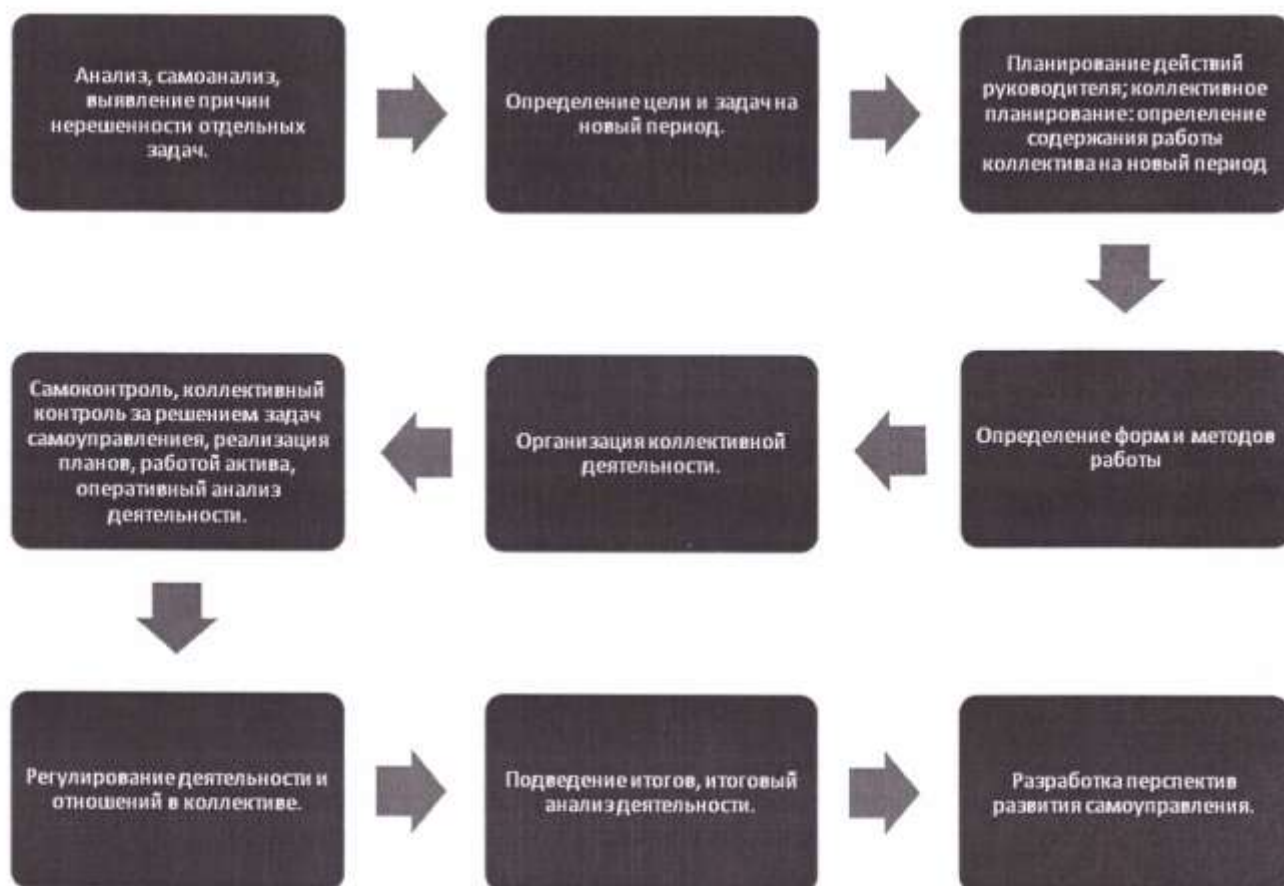 Анализ, самоанализ,
выявление причин
нерешенности отдельных
задач.
Определение цели и задач на
новый период.
Планирование действий
руководителя; коллективное
планирование: опрелеление
содержания работы
коллектива на новый период
Определение форм и методов
работы
Организация коллективной
деятельности.
Самоконтроль, коллективный
контроль за решением задач
самоуправлениея, реализация
планов, работой актива,
оперативный анализ
деятельности.
Регулирование деятельности и
отношений в коллективе.
Подведение итогов, итоговый
анализ деятельности.
Разработка перспектив
развития самоуправления.